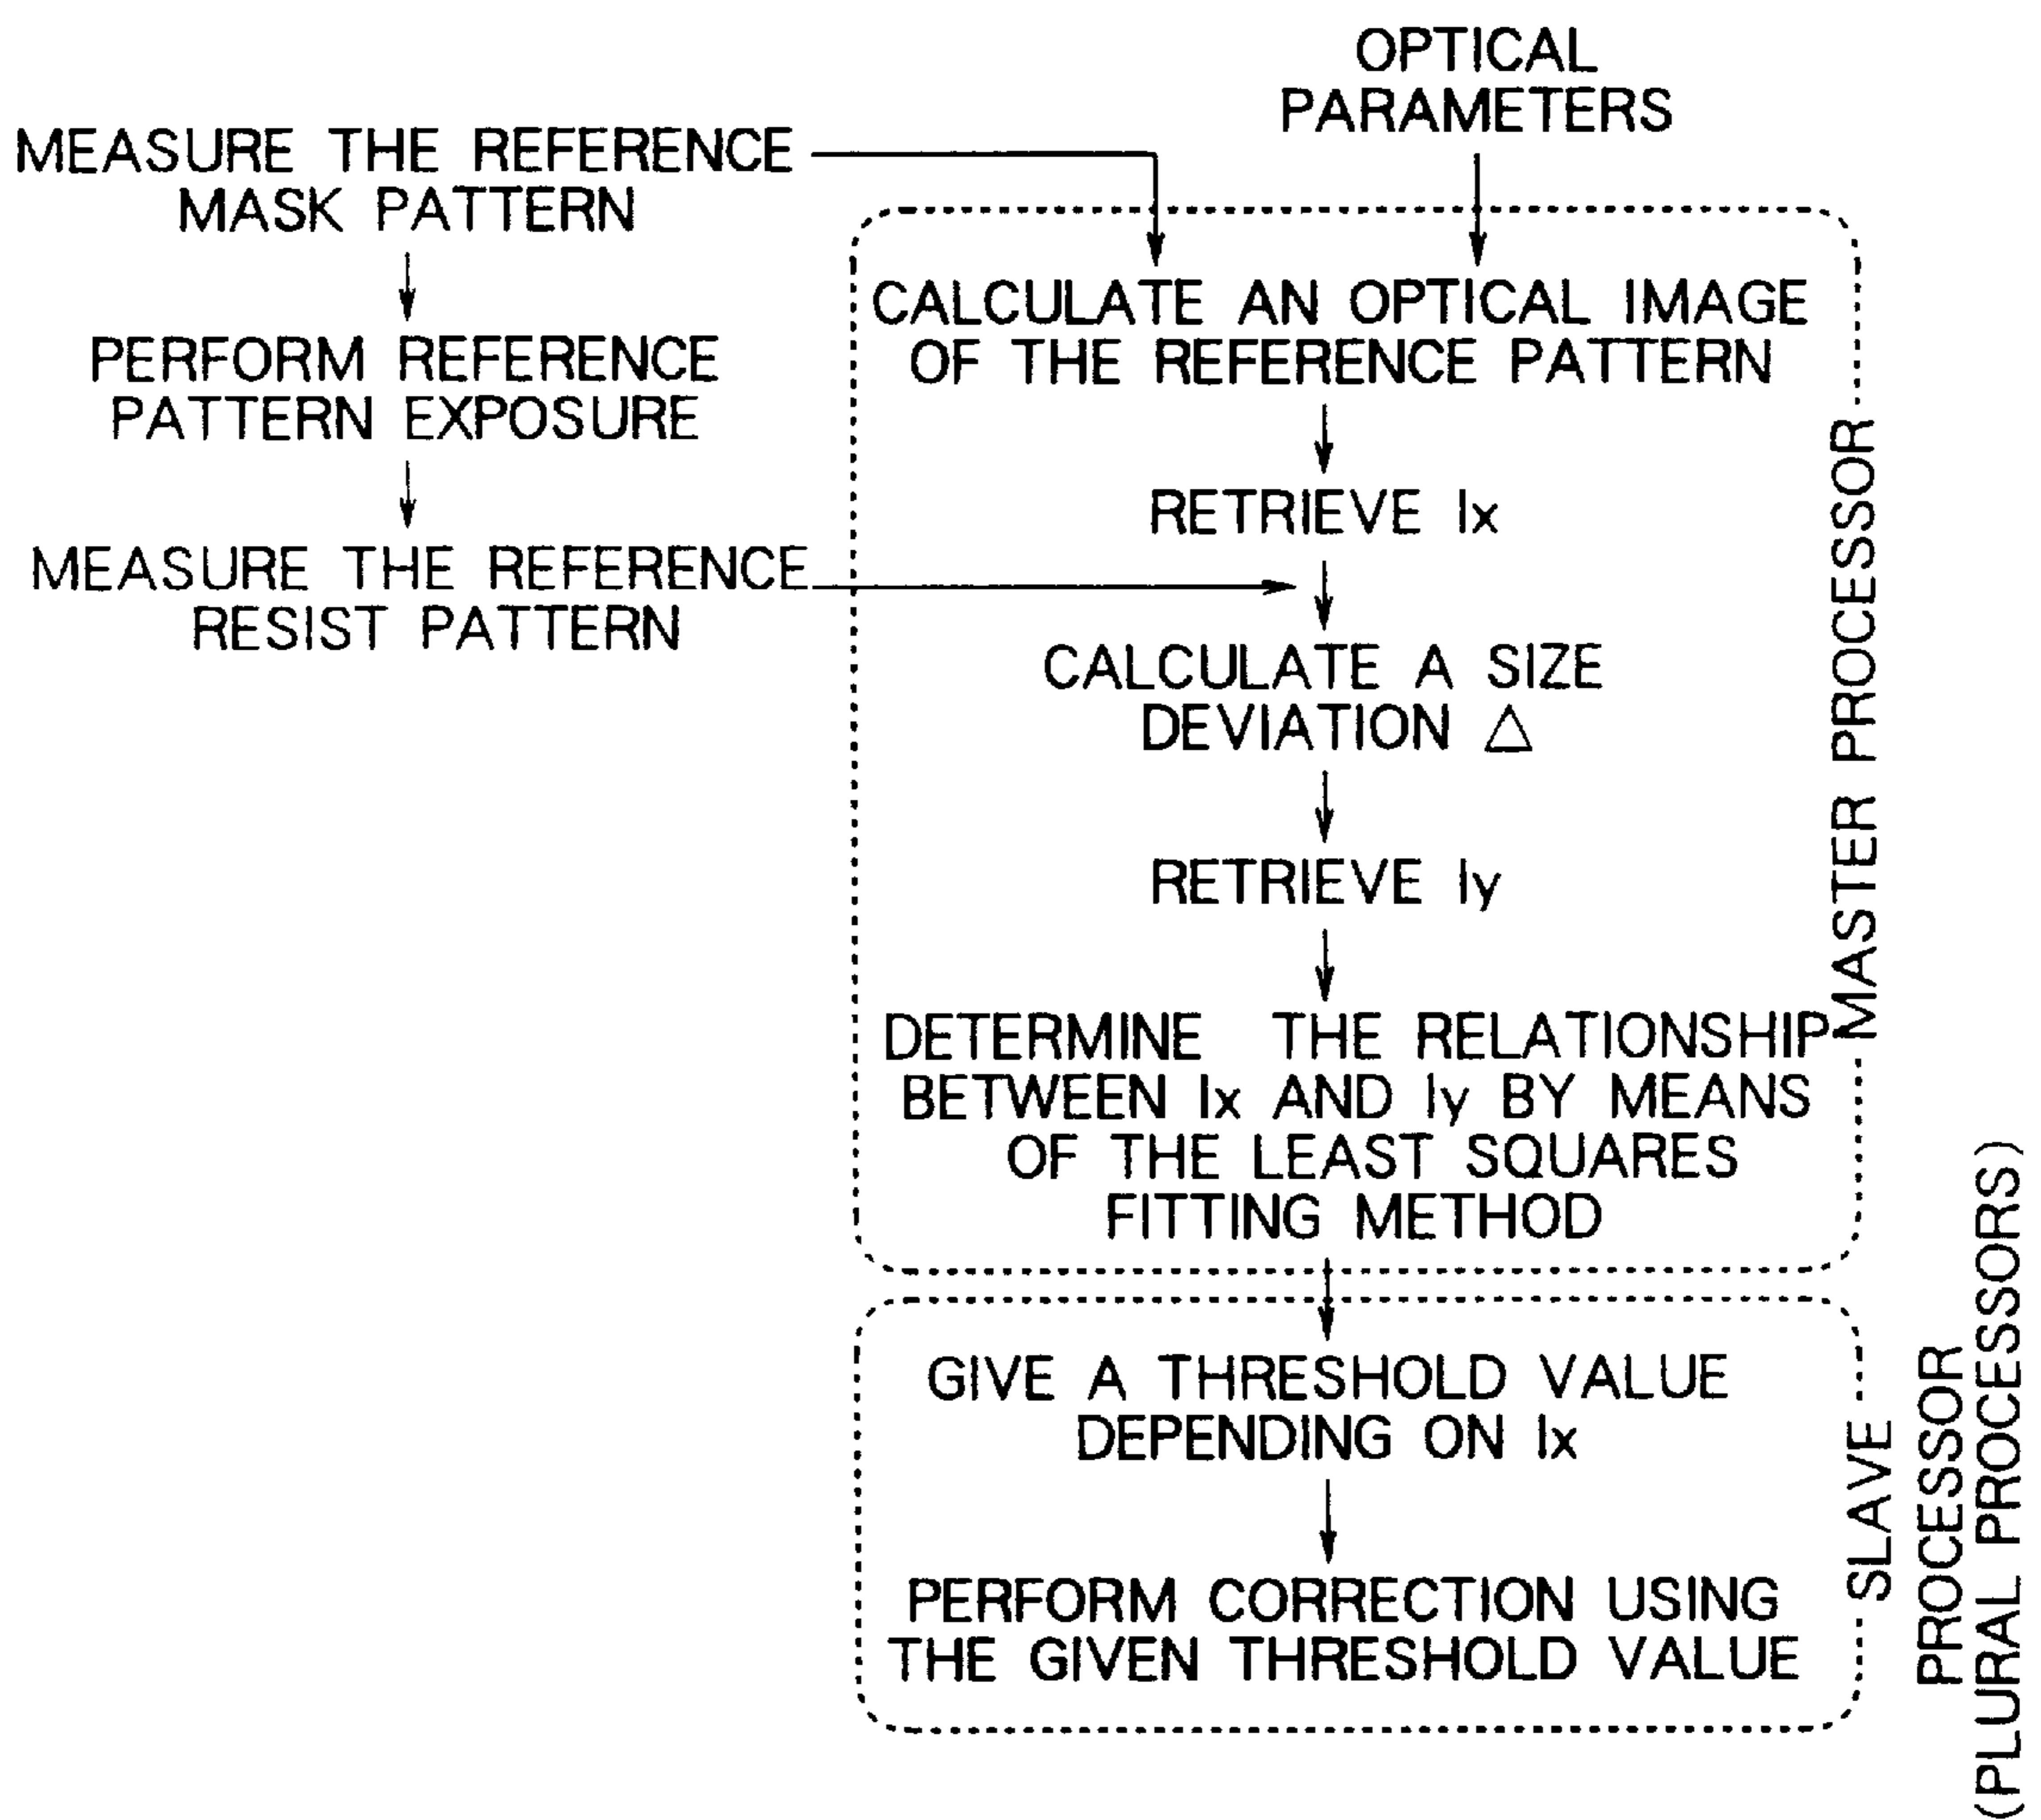 OPTICAL
PARAMETERS
MEASURE THE REFERENCE
MASK PATTERN
PERFORM REFERENCE
PATTERN EXPOSURE
MEASURE THE REFERENCE
RESIST PATTERN
CALCULATE AN OPTICAL IMAGE
OF THE REFERENCE PATTERN
RETRIEVE Ix
CALCULATE A SIZE
DEVIATION △
RETRIEVE Iy
DETERMINE THE RELATIONSHIP
BETWEEN Ix AND Iy BY MEANS
OF THE LEAST SQUARES
FITTING METHOD
MASTER PROCESSOR
GIVE A THRESHOLD VALUE
DEPENDING ON Ix
PERFORM CORRECTION USING
THE GIVEN THRESHOLD VALUE
SLAVE
PROCESSOR
(PLURAL PROCESSORS)